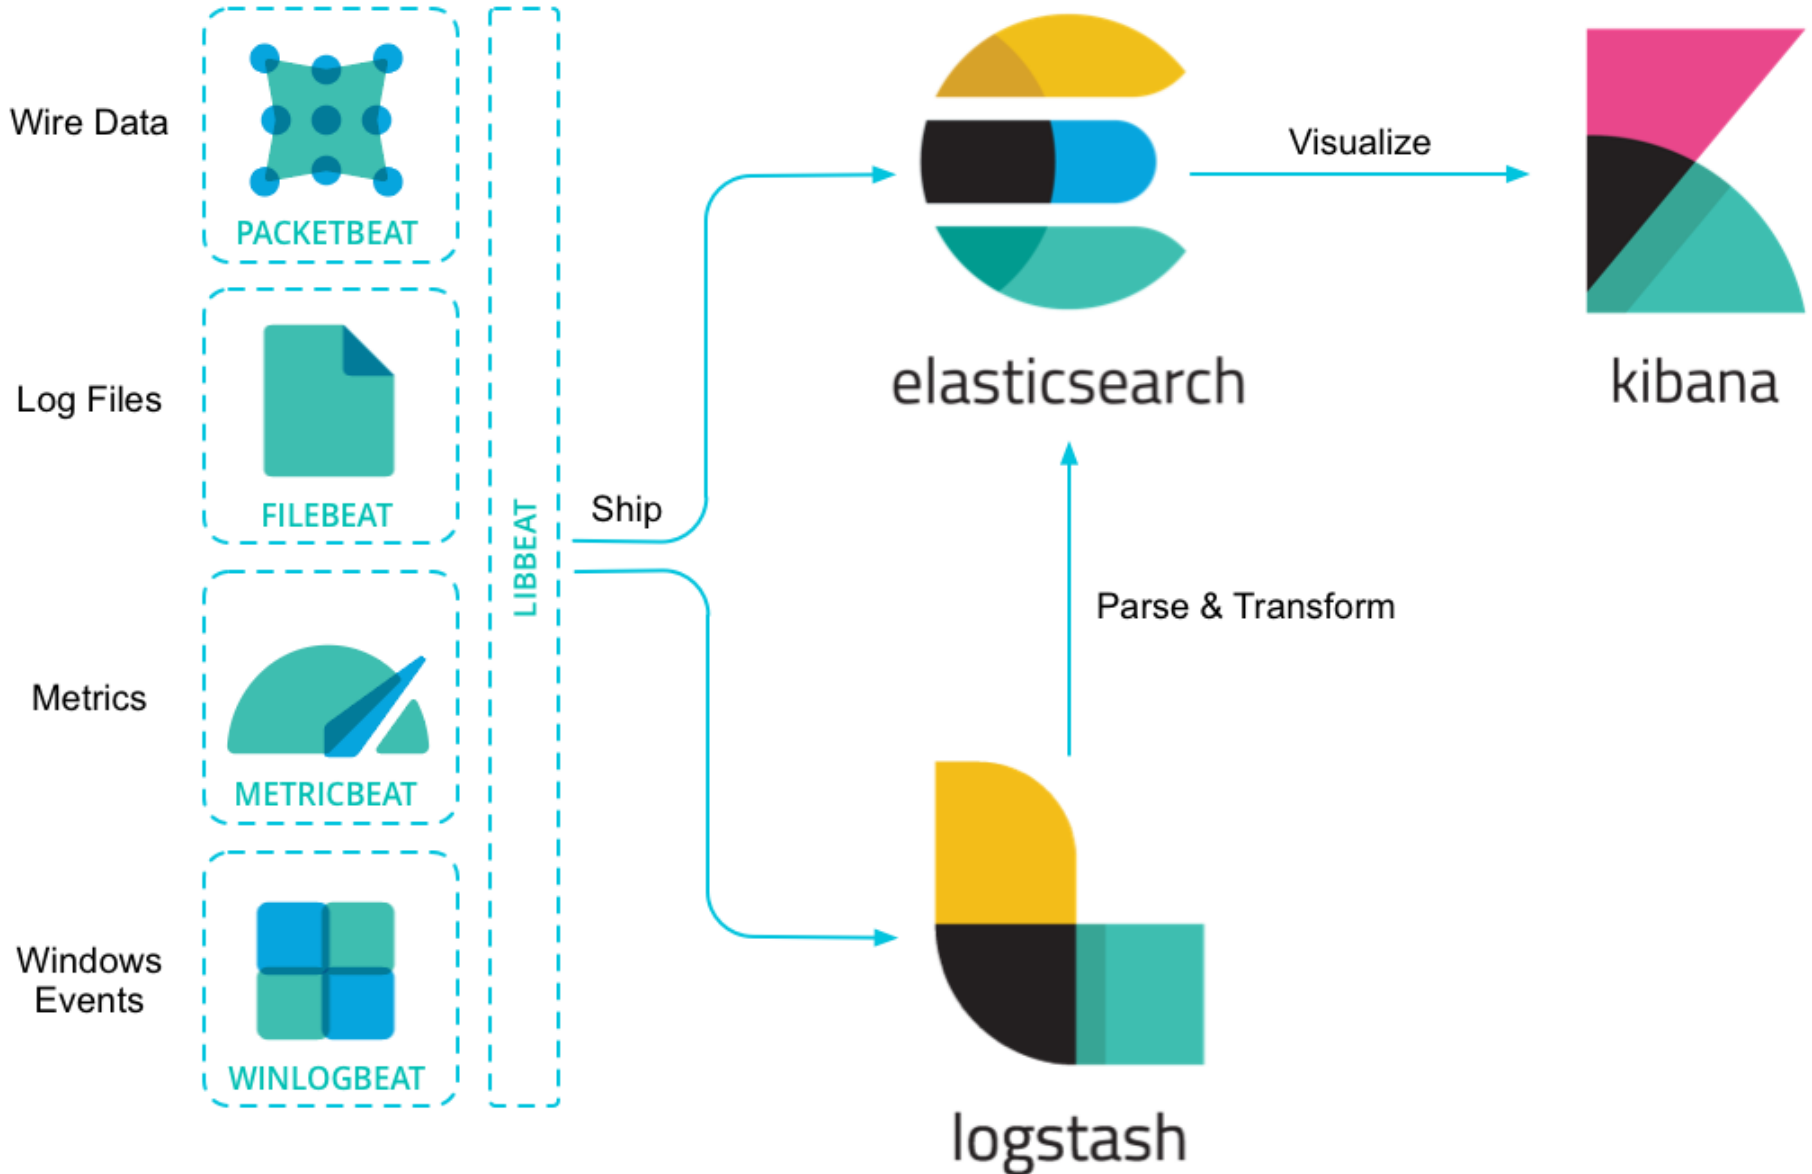 Wire Data
PACKETBEAT
Log Files
FILEBEAT
Metrics
METRICBEAT
Windows
Events
WINLOGBEAT
LIBBEAT
Ship
elasticsearch
Visualize
kibana
Parse & Transform
logstash